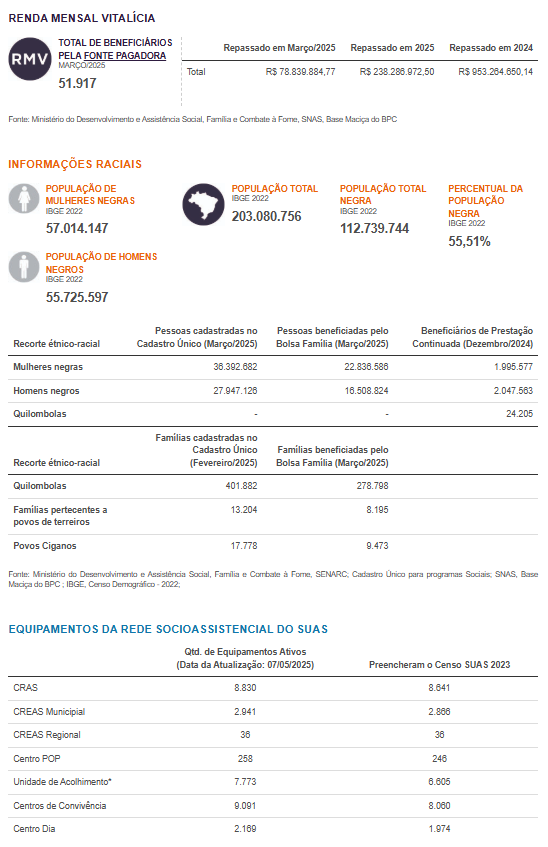 RENDA MENSAL VITALÍCIA
RMV
TOTAL DE BENEFICIÁRIOS
PELA FONTE PAGADORA
MARÇO/2025
51.917
Repassado em Março/2025 Repassado em 2025 Repassado em 2024
Total R$ 78.839.884,77 R$ 238.286.972,50 R$ 953.264.650,14
Fonte: Ministério do Desenvolvimento e Assistência Social, Família e Combate à Fome, SNAS, Base Maciça do BPC
INFORMAÇÕES RACIAIS
POPULAÇÃO DE
MULHERES NEGRAS
IBGE 2022
57.014.147
POPULAÇÃO TOTAL
IBGE 2022
203.080.756
POPULAÇÃO TOTAL
NEGRA
IBGE 2022
112.739.744
PERCENTUAL DA
POPULAÇÃO
NEGRA
IBGE 2022
55,51%
POPULAÇÃO DE HOMENS
NEGROS
IBGE 2022
55.725.597
Recorte étnico-racial
Pessoas cadastradas no
Cadastro Único (Março/2025)
Pessoas beneficiadas pelo
Bolsa Família (Março/2025)
Beneficiários de Prestação
Continuada (Dezembro/2024)
Mulheres negras 36.392.682 22.836.586 1.995.577
Homens negros 27.947.126 16.508.824 2.047.563
Quilombolas - - 24.205
Recorte étnico-racial
Famílias cadastradas no
Cadastro Único
(Fevereiro/2025)
Famílias beneficiadas pelo
Bolsa Família (Março/2025)
Quilombolas 401.882 278.798
Famílias pertecentes a
povos de terreiros
13.204 8.195
Povos Ciganos 17.778 9.473
Fonte: Ministério do Desenvolvimento e Assistência Social, Família e Combate à Fome, SENARC; Cadastro Único para programas Sociais; SNAS, Base
Maciça do BPC ; IBGE, Censo Demográfico - 2022;
EQUIPAMENTOS DA REDE SOCIOASSISTENCIAL DO SUAS
Qtd. de Equipamentos Ativos
(Data da Atualização: 07/05/2025)
Preencheram o Censo SUAS 2023
CRAS 8.830 8.641
CREAS Municipal 2.941 2.866
CREAS Regional 36 36
Centro POP 258 246
Unidade de Acolhimento* 7.773 6.605
Centros de Convivência 9.091 8.060
Centro Dia 2.169 1.974